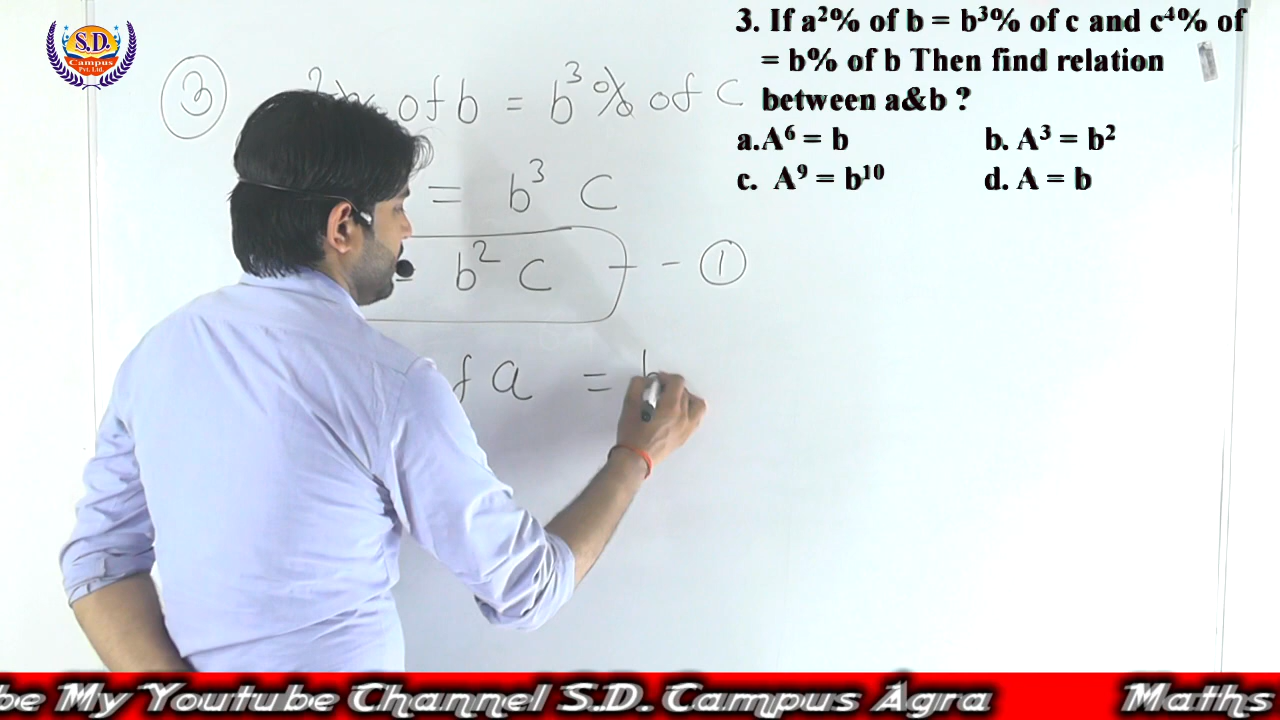 S.D.
Campus
Pvt. Ltd.
3. If a²% of b = b³% of c and c⁴% of
= b% of b Then find relation
between a&b ?
a.A⁶ = b b. A³ = b²
c. A⁹ = b¹⁰ d. A = b
3 2% of b = b³% of c
= b³ c
= b² c - - 1
f a = b
be My Youtube Channel S.D. Campus Agra Maths